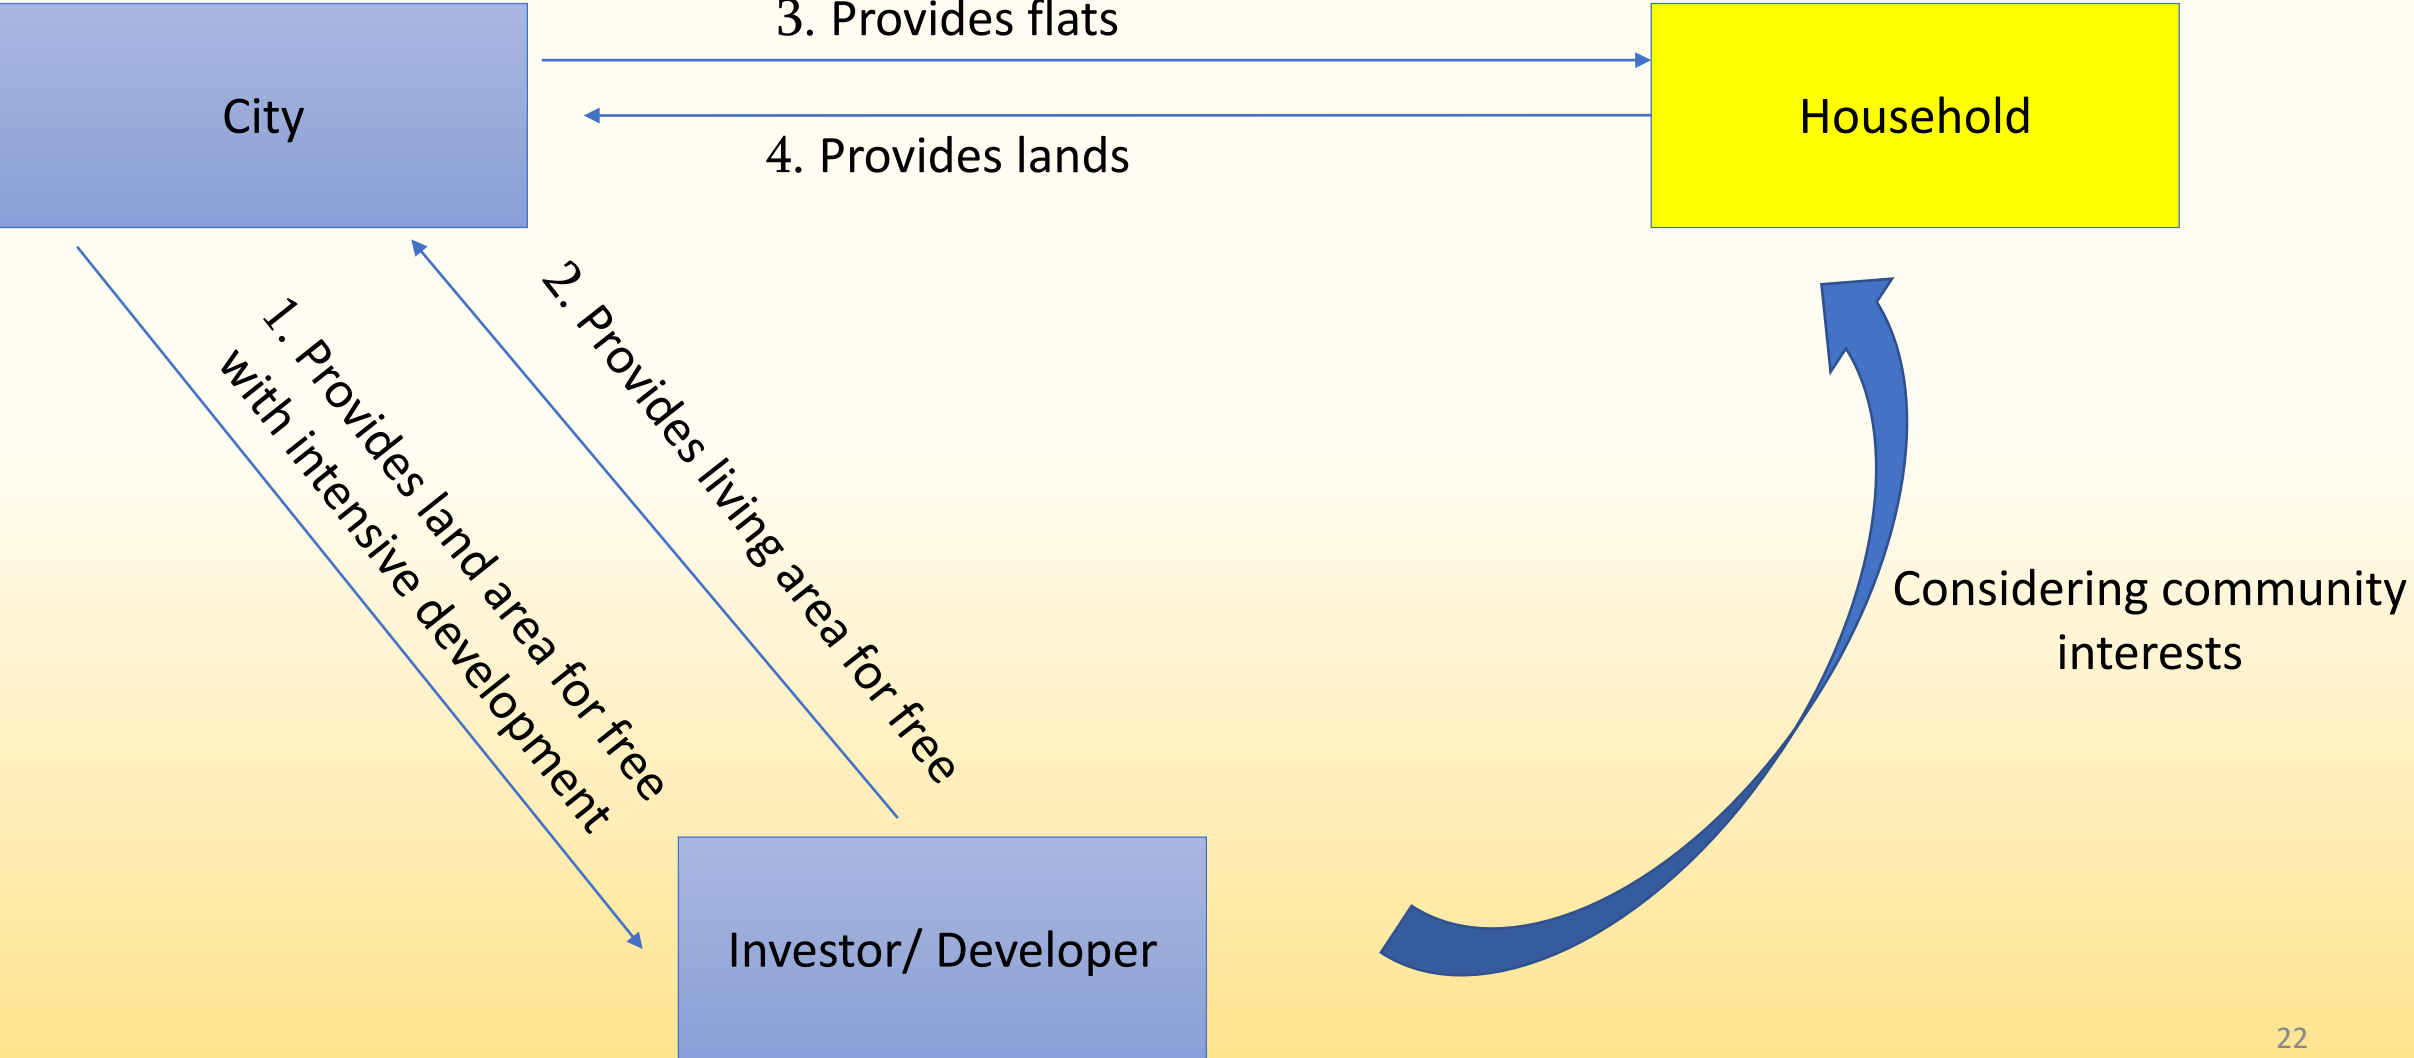 3. Provides flats
City
Household
4. Provides lands
1. Provides land area for free
with intensive development
2. Provides living area for free
Considering community
interests
Investor/ Developer
22